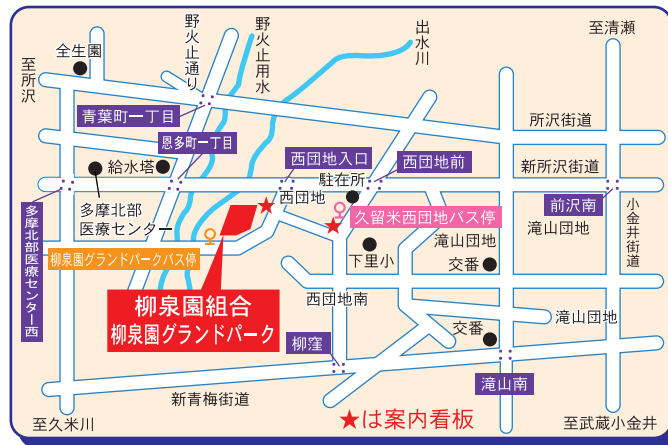 至所沢
全生園
野火止通り
野火止用水
出水川
至清瀬
青葉町一丁目
所沢街道
恩多町一丁目
西団地入口
西団地前
新所沢街道
給水塔
駐在所
西団地
前沢南
多摩北部医療センター西
多摩北部
医療センター
久留米西団地バス停
滝山団地
滝山団地
小金井街道
柳泉園グランドパークバス停
下里小
交番
柳泉園組合
柳泉園グランドパーク
西団地南
滝山団地
交番
柳窪
滝山南
新青梅街道
★は案内看板
至久米川
至武蔵小金井